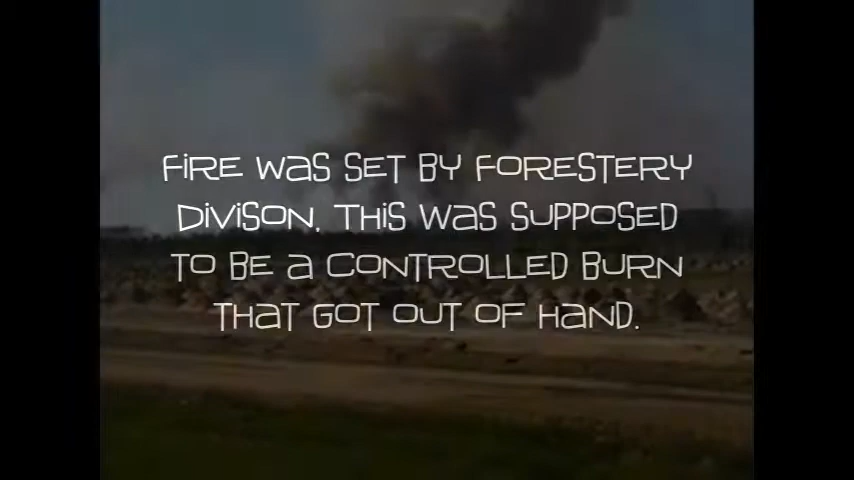 FIRE WAS SET BY FORESTERY
DIVISON. THIS WAS SUPPOSED
TO BE A CONTROLLED BURN
THAT GOT OUT OF HAND.